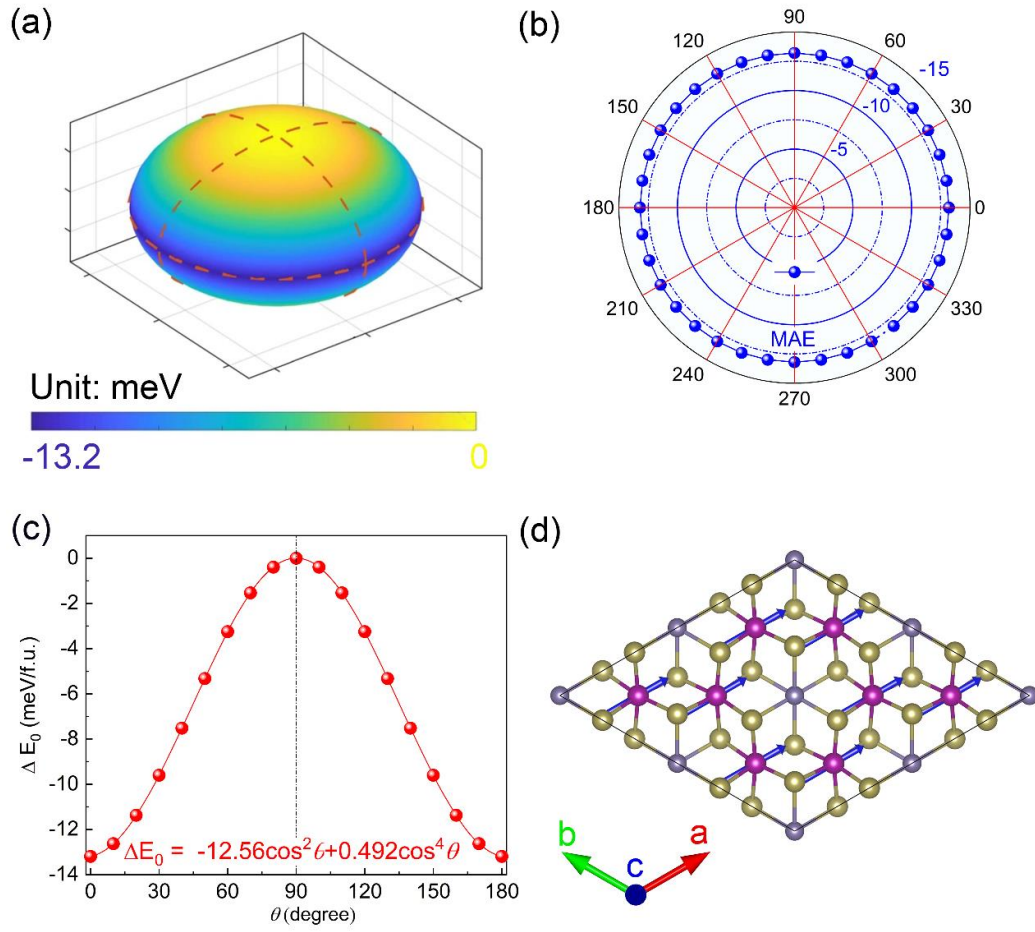 (a)
Unit: meV
-13.2
0
(b)
90
120
60
-15
150
-10
30
-5
180
0
210
330
MAE
240
300
270
(c)
0
-2
-4
-6
-8
-10
-12
-14
Δ E₀ (meV/f.u.)
ΔE₀ = -12.56cos²θ+0.492cos⁴θ
0 30 60 90 120 150 180
θ (degree)
(d)
b
c
a